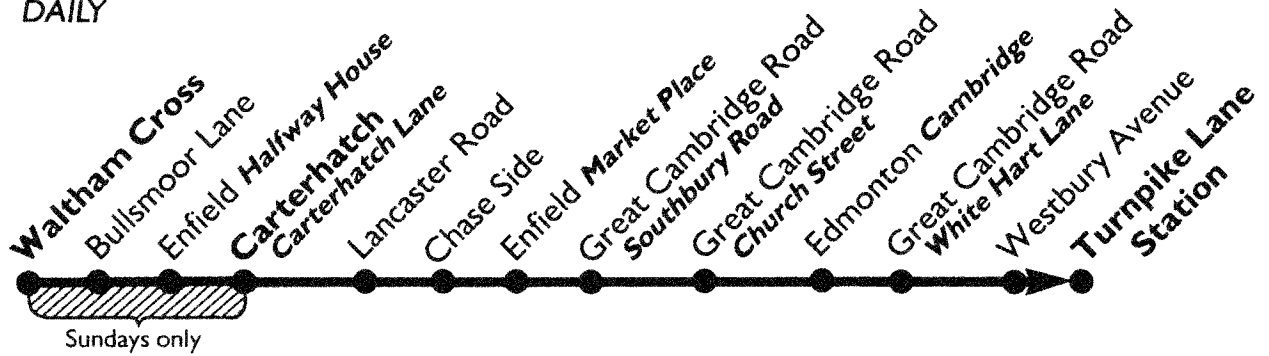 DAILY
Waltham Cross
Bullsmoor Lane
Enfield Halfway House
Carterhatch
Carterhatch Lane
Lancaster Road
Chase Side
Enfield Market Place
Great Cambridge Road
Southbury Road
Great Cambridge Road
Church Street
Edmonton Cambridge
Great Cambridge Road
White Hart Lane
Westbury Avenue
Turnpike Lane
Station
Sundays only